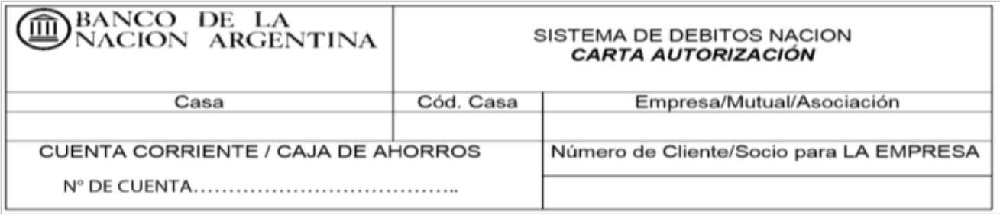 BANCO DE LA
NACION ARGENTINA
SISTEMA DE DEBITOS NACION
CARTA AUTORIZACIÓN
Casa
Cód. Casa
Empresa/Mutual/Asociación
CUENTA CORRIENTE / CAJA DE AHORROS
Número de Cliente/Socio para LA EMPRESA
N° DE CUENTA…………………………………..